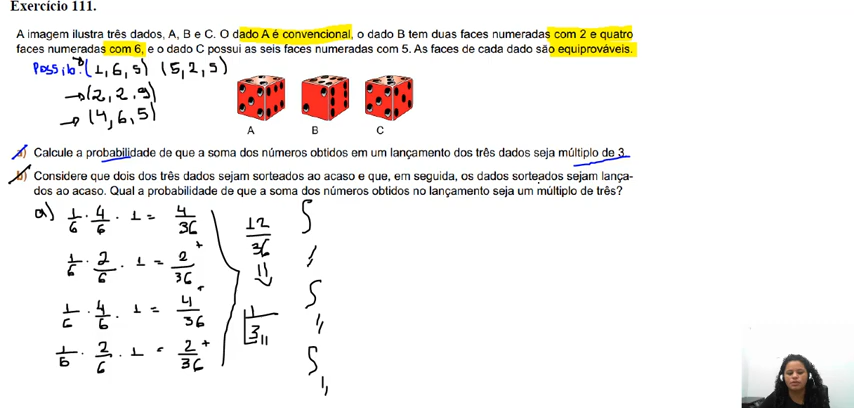 Exercício 111.
A imagem ilustra três dados, A, B e C. O dado A é convencional, o dado B tem duas faces numeradas com 2 e quatro
faces numeradas com 6, e o dado C possui as seis faces numeradas com 5. As faces de cada dado são equiprováveis.
Possib: (1,6,5) (5,2,5)
→(2,2,5)
→(4,6,5)
A B C
a) Calcule a probabilidade de que a soma dos números obtidos em um lançamento dos três dados seja múltiplo de 3.
b) Considere que dois dos três dados sejam sorteados ao acaso e que, em seguida, os dados sorteados sejam lança-
dos ao acaso. Qual a probabilidade de que a soma dos números obtidos no lançamento seja um múltiplo de três?
a) 1/6 · 4/6 · 1 = 4/36
+
1/6 · 2/6 · 1 = 2/36
+
1/6 · 4/6 · 1 = 4/36
+
1/6 · 2/6 · 1 = 2/36
12/36
1/3